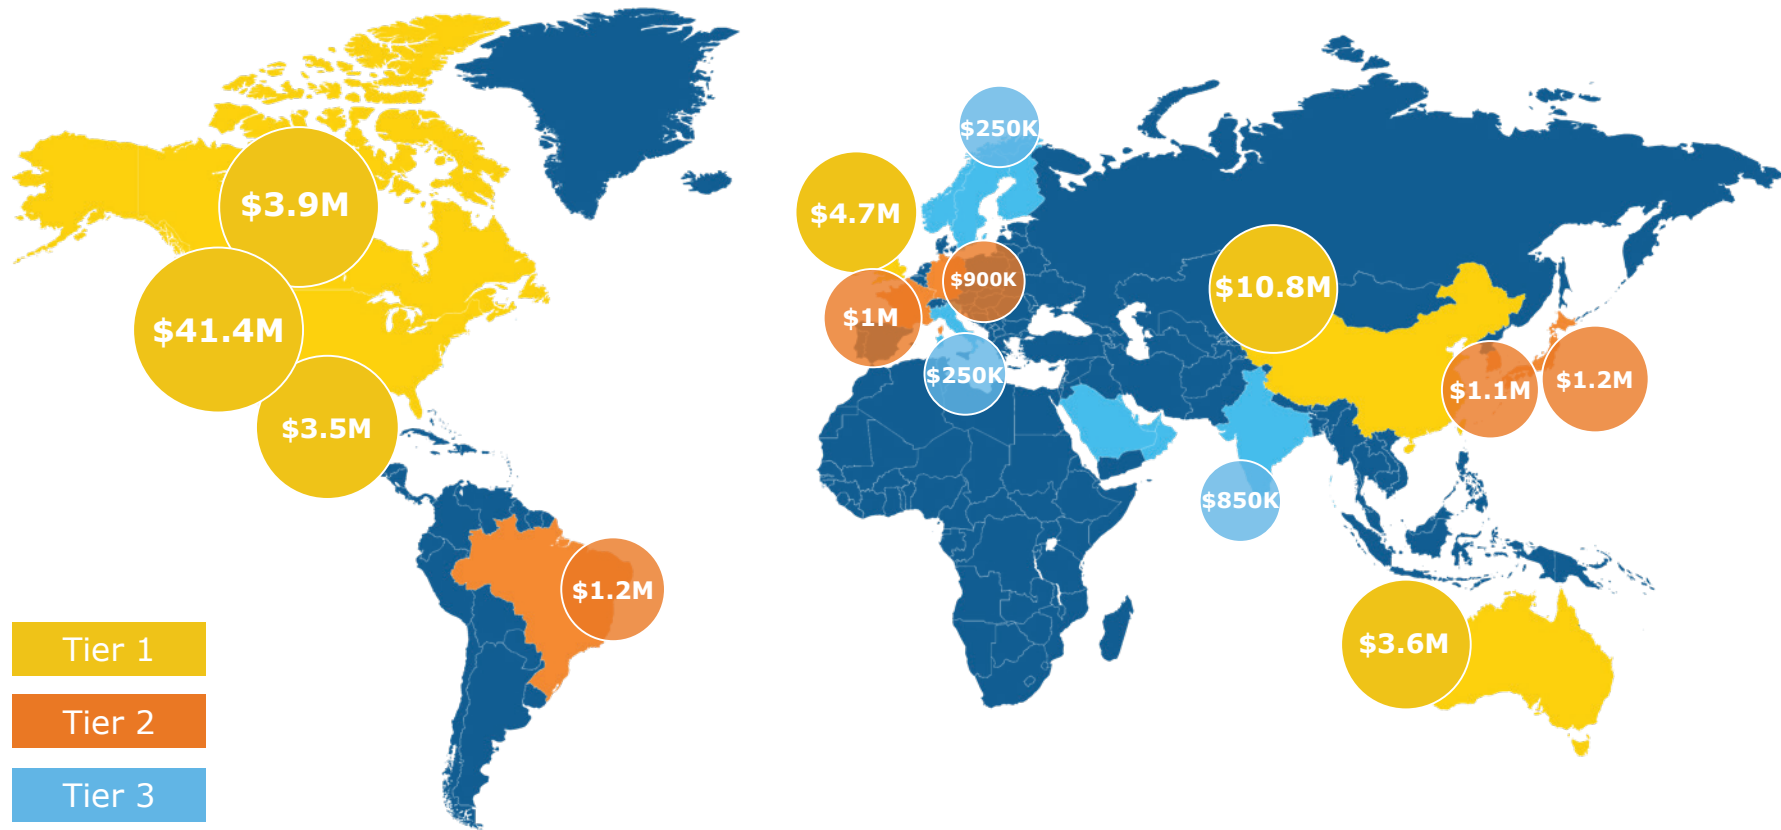 $250K
$3.9M
$4.7M
$900K
$10.8M
$1M
$41.4M
$250K
$1.1M
$1.2M
$3.5M
$850K
$1.2M
$3.6M
Tier 1
Tier 2
Tier 3